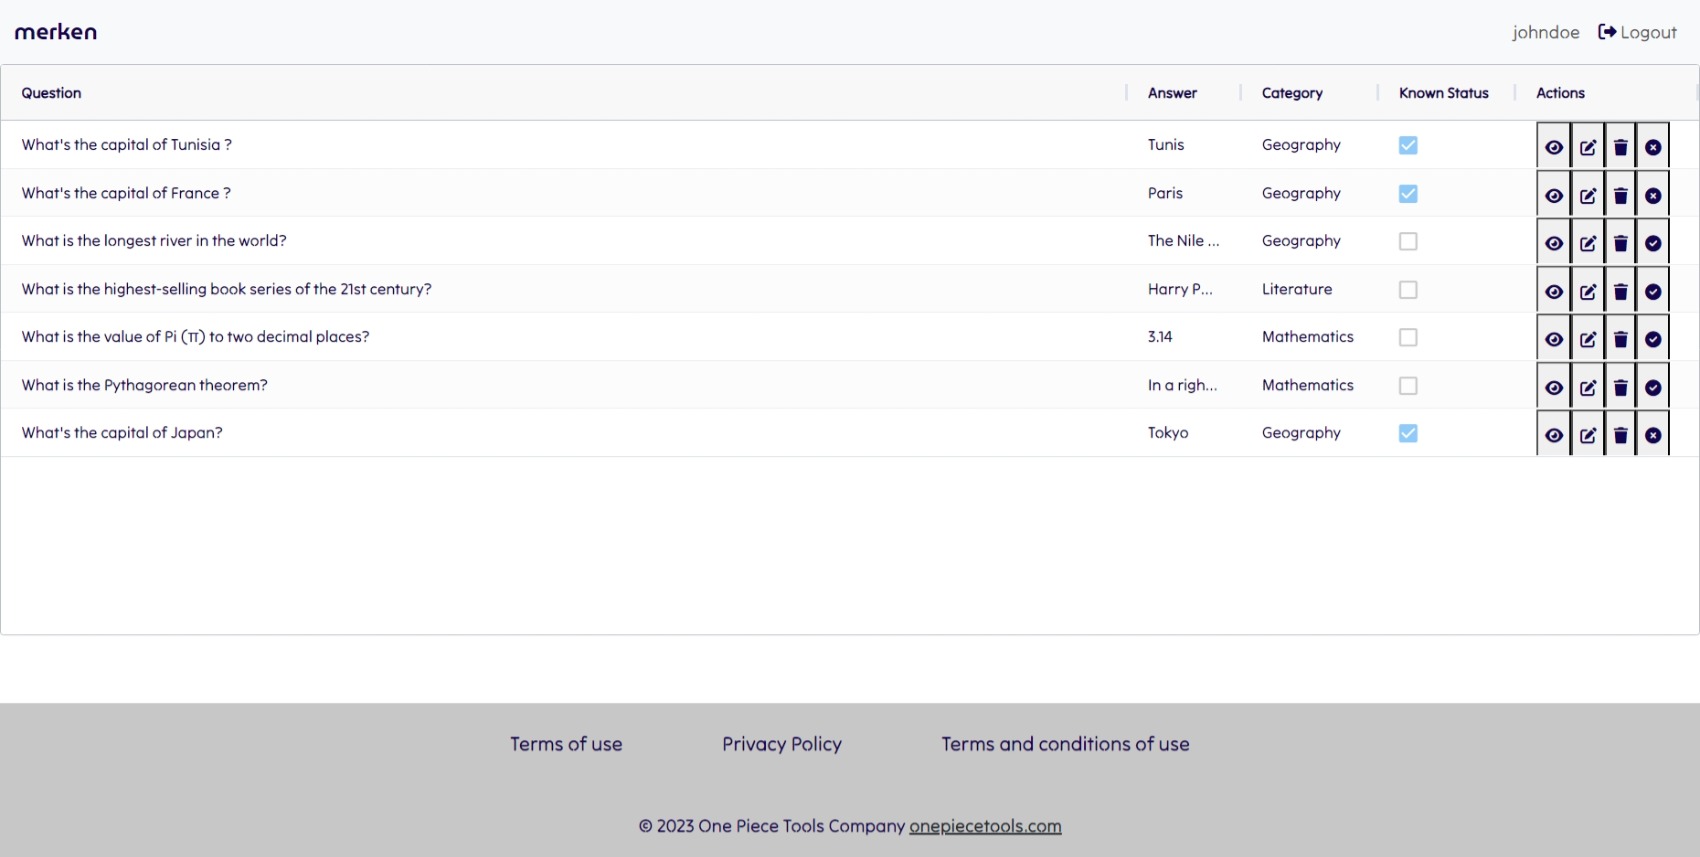 merken
johndoe Logout
Question Answer Category Known Status Actions
What's the capital of Tunisia ? Tunis Geography
What's the capital of France ? Paris Geography
What is the longest river in the world? The Nile ... Geography
What is the highest-selling book series of the 21st century? Harry P... Literature
What is the value of Pi (π) to two decimal places? 3.14 Mathematics
What is the Pythagorean theorem? In a righ... Mathematics
What's the capital of Japan? Tokyo Geography
Terms of use Privacy Policy Terms and conditions of use
© 2023 One Piece Tools Company onepiecetools.com